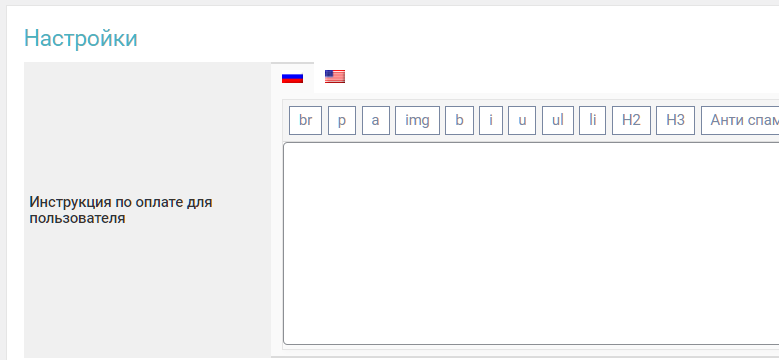 Настройки
br p a img b i u ul li H2 H3 Анти спам
Инструкция по оплате для
пользователя